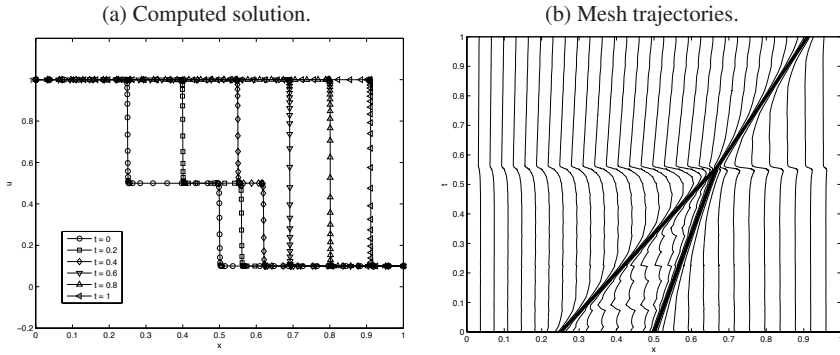 (a) Computed solution.
(b) Mesh trajectories.
1
0.8
0.6
u
0.4
0.2
0
−0.2
t = 0
t = 0.2
t = 0.4
t = 0.6
t = 0.8
t = 1
0 0.1 0.2 0.3 0.4 0.5 0.6 0.7 0.8 0.9 1
x
1
0.9
0.8
0.7
0.6
t
0.5
0.4
0.3
0.2
0.1
0
0 0.1 0.2 0.3 0.4 0.5 0.6 0.7 0.8 0.9
x